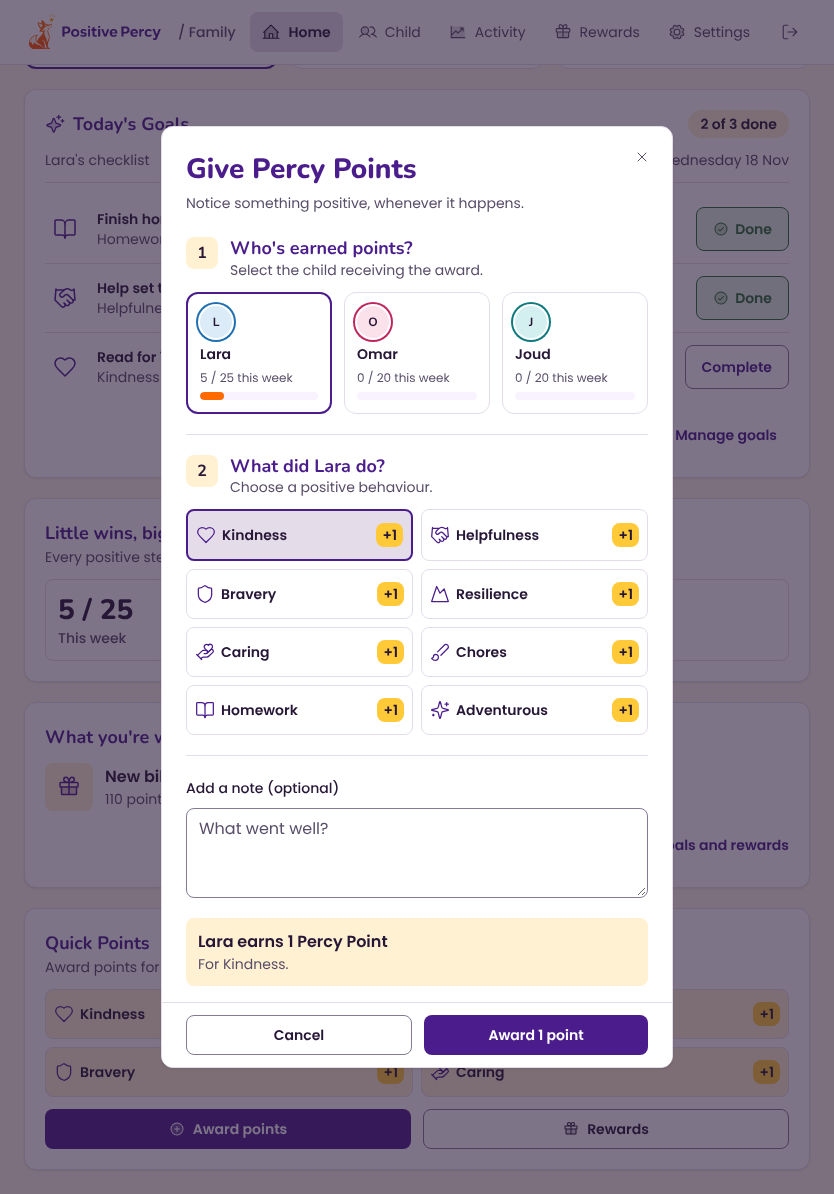 Positive Percy / Family Home Child Activity Rewards Settings
Today's Goals
2 of 3 done
Lara's checklist
ednesday 18 Nov
Finish ho
Homewor
Done
Help set t
Helpfulne
Done
Read for
Kindness
Complete
Manage goals
Little wins, big
Every positive ste
5 / 25
This week
What you're w
New bi
110 point
oals and rewards
Quick Points
Award points for
Kindness
+1
Bravery +1
Caring
Award points
Rewards
Give Percy Points
Notice something positive, whenever it happens.
1 Who's earned points?
Select the child receiving the award.
L
Lara
5 / 25 this week
O
Omar
0 / 20 this week
J
Joud
0 / 20 this week
2 What did Lara do?
Choose a positive behaviour.
Kindness +1
Helpfulness +1
Bravery +1
Resilience +1
Caring +1
Chores +1
Homework +1
Adventurous +1
Add a note (optional)
What went well?
Lara earns 1 Percy Point
For Kindness.
Cancel
Award 1 point